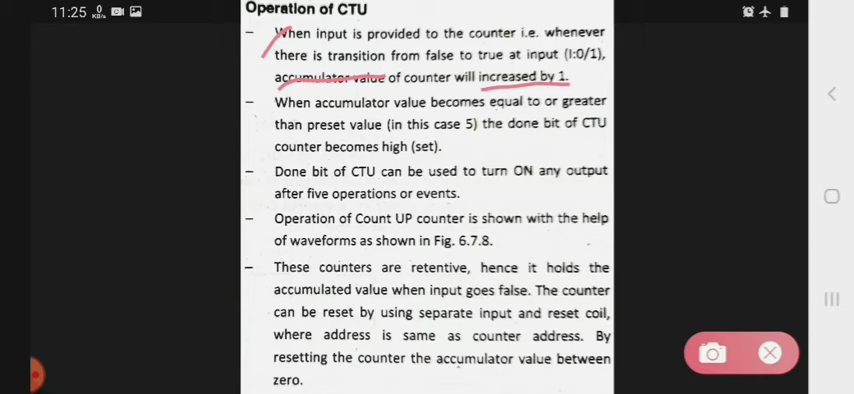 11:25 0 KB/s
Operation of CTU
- When input is provided to the counter i.e. whenever
there is transition from false to true at input (I:0/1),
accumulator value of counter will increased by 1.
- When accumulator value becomes equal to or greater
than preset value (in this case 5) the done bit of CTU
counter becomes high (set).
- Done bit of CTU can be used to turn ON any output
after five operations or events.
- Operation of Count UP counter is shown with the help
of waveforms as shown in Fig. 6.7.8.
- These counters are retentive, hence it holds the
accumulated value when input goes false. The counter
can be reset by using separate input and reset coil,
where address is same as counter address. By
resetting the counter the accumulator value between
zero.